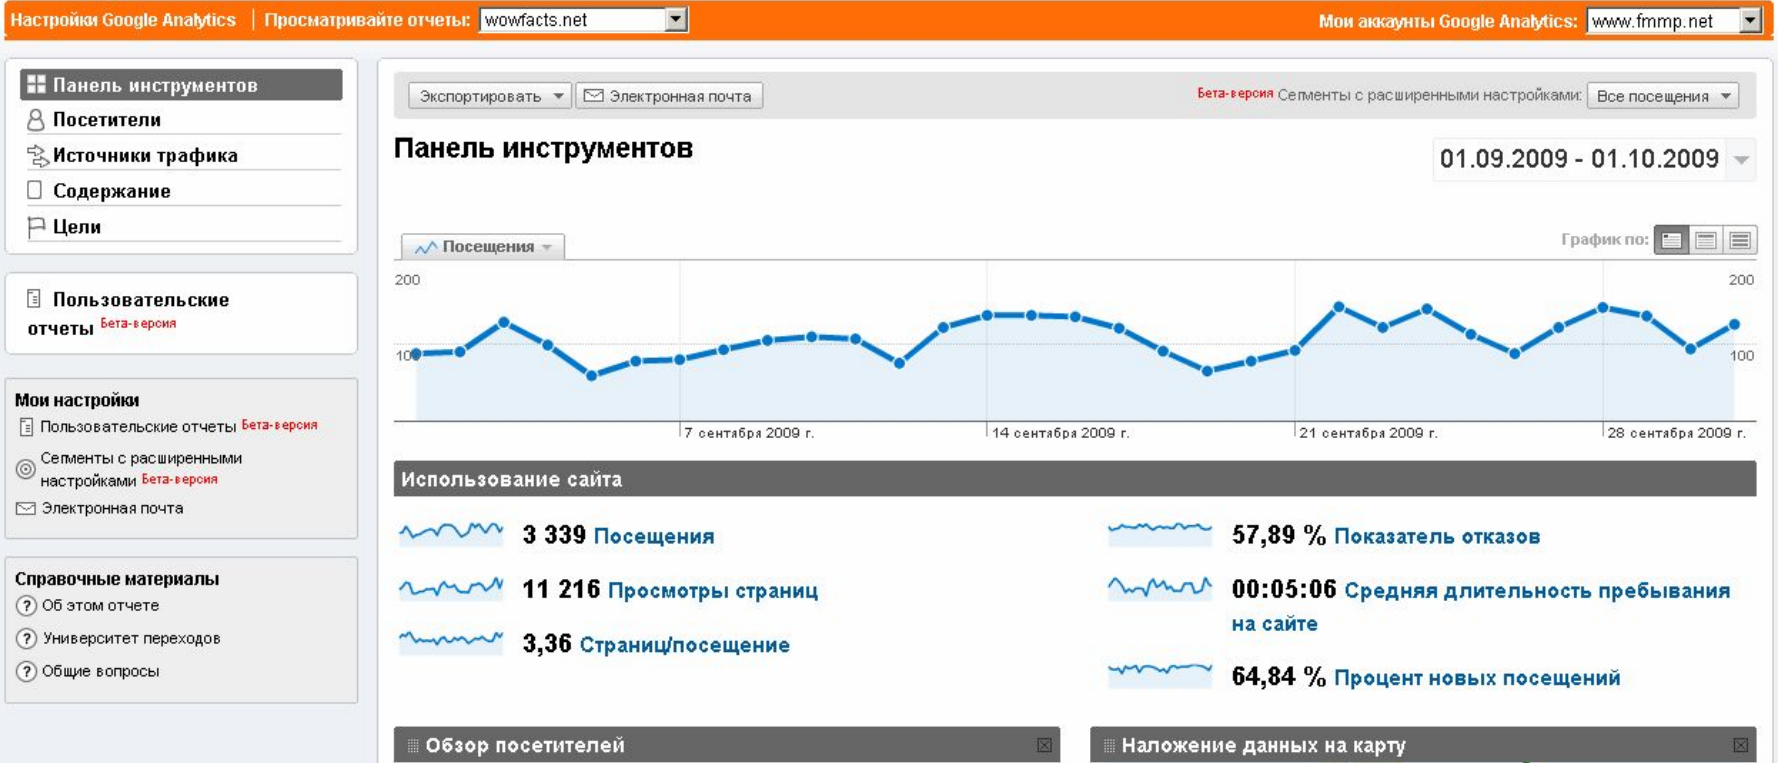 Настройки Google Analytics | Просматривайте отчеты: wowfacts.net Мои аккаунты Google Analytics: www.fmmp.net
Панель инструментов
Посетители
Источники трафика
Содержание
Цели
Пользовательские
отчеты Бета-версия
Мои настройки
Пользовательские отчеты Бета-версия
Сегменты с расширенными
настройками Бета-версия
Электронная почта
Справочные материалы
Об этом отчете
Университет переходов
Общие вопросы
Экспортировать Электронная почта Бета-версия Сегменты с расширенными настройками: Все посещения
Панель инструментов
01.09.2009 - 01.10.2009
Посещения График по:
200 200
100 100
7 сентября 2009 г. 14 сентября 2009 г. 21 сентября 2009 г. 28 сентября 2009 г.
Использование сайта
3 339 Посещения
11 216 Просмотры страниц
3,36 Страниц/посещение
57,89 % Показатель отказов
00:05:06 Средняя длительность пребывания
на сайте
64,84 % Процент новых посещений
Обзор посетителей
Наложение данных на карту